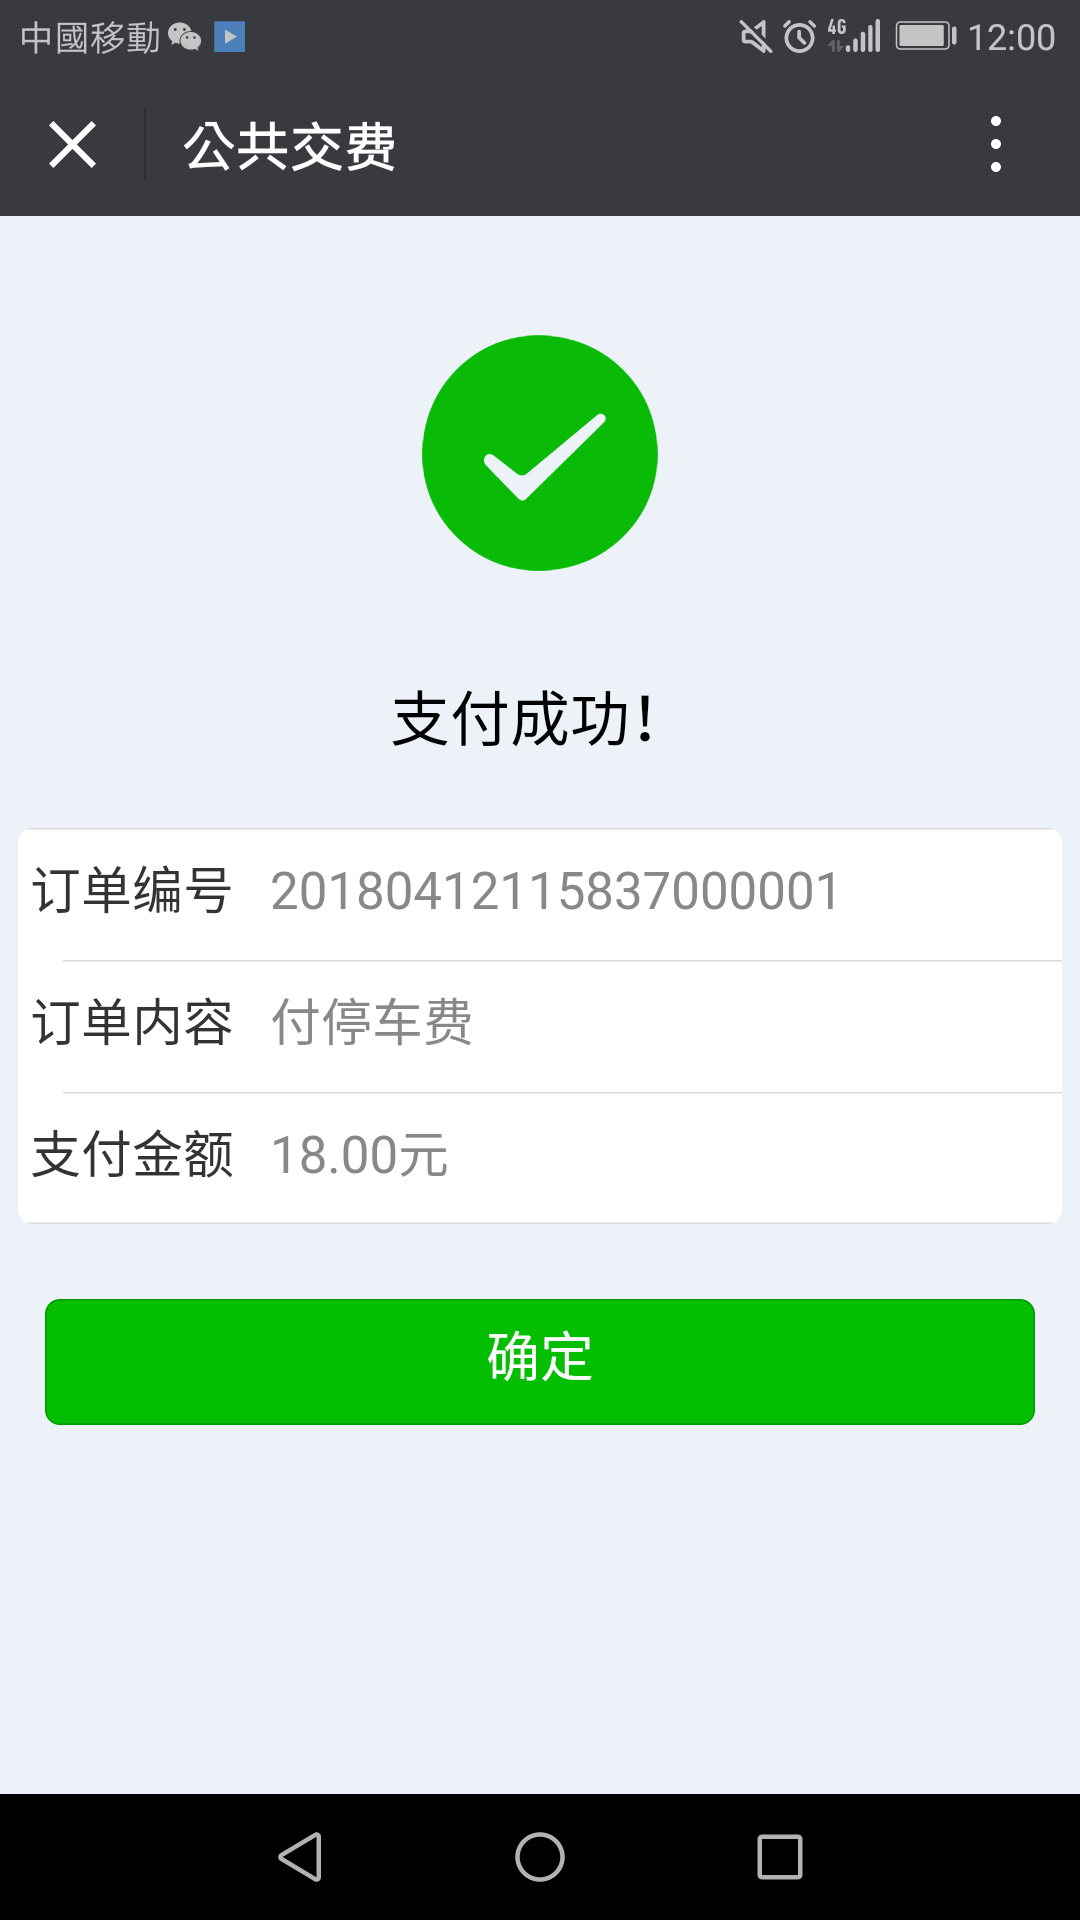 中國移動 4G 12:00
公共交费
支付成功!
订单编号 20180412115837000001
订单内容 付停车费
支付金额 18.00元
确定